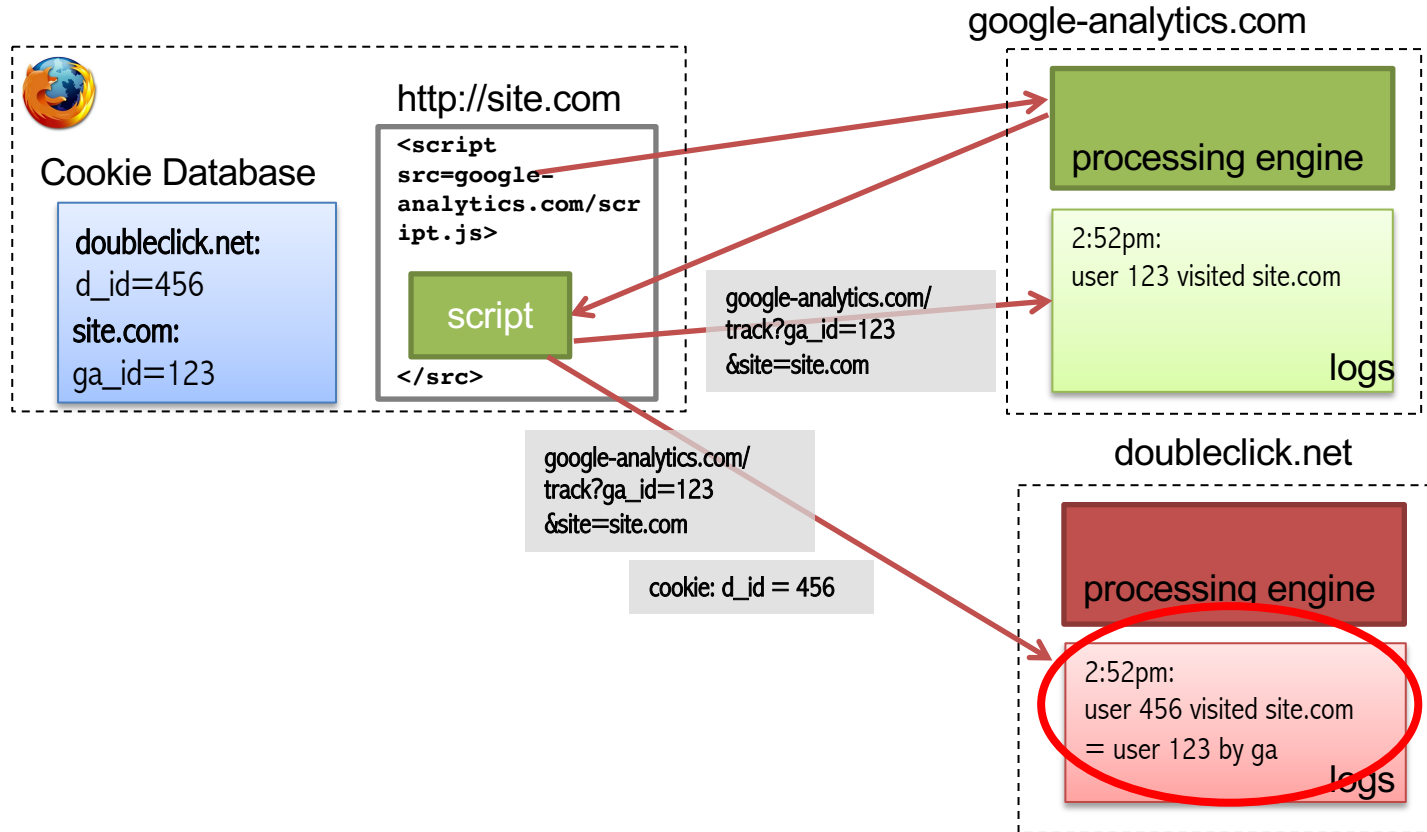 google-analytics.com
http://site.com
<script
src=google-
analytics.com/scr
ipt.js>
script
</src>
Cookie Database
doubleclick.net:
d_id=456
site.com:
ga_id=123
processing engine
2:52pm:
user 123 visited site.com
logs
google-analytics.com/
track?ga_id=123
&site=site.com
google-analytics.com/
track?ga_id=123
&site=site.com
cookie: d_id = 456
doubleclick.net
processing engine
2:52pm:
user 456 visited site.com
= user 123 by ga
logs